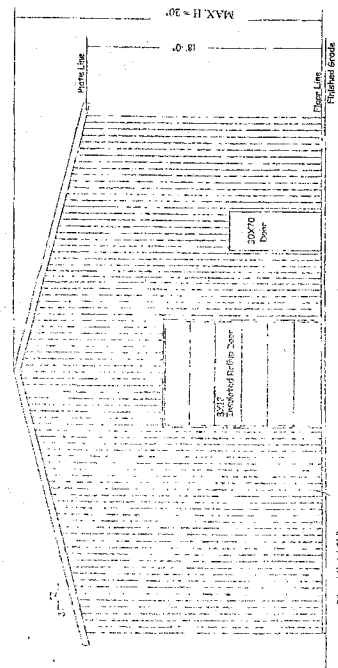 MAX. H = 20'
18'-0"
Plate Line
Floor Line
Finished Grade
30X70
Door
Insulated Rollup Door